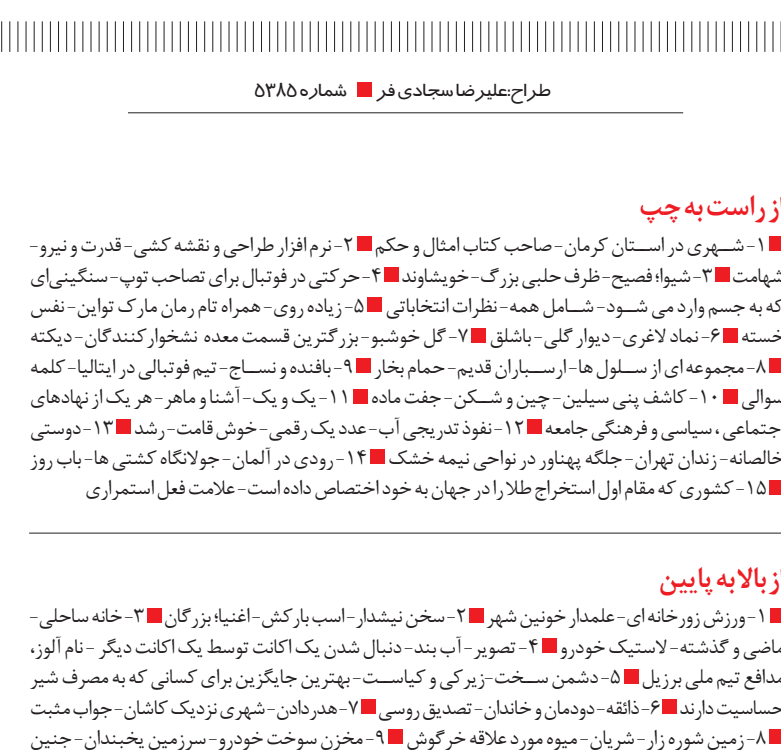 طراح:علیرضا سجادی فر ■ شماره ۵۳۸۵
از راست به چپ
■ ۱- شــهری در اســتان کرمان- صاحب کتاب امثال و حکم ■ ۲- نرم افزار طراحی و نقشه کشی- قدرت و نیرو-
شهامت ■ ۳- شیوا؛ فصیح- ظرف حلبی بزرگ- خویشاوند ■ ۴- حرکتی در فوتبال برای تصاحب توپ- سنگینی‌ای
که به جسم وارد می شــود- شــامل همه- نظرات انتخاباتی ■ ۵- زیاده روی- همراه تام رمان مارک تواین- نفس
خسته ■ ۶- نماد لاغری- دیوار گلی- باشلق ■ ۷- گل خوشبو- بزرگترین قسمت معده نشخوارکنندگان- دیکته
■ ۸- مجموعه ای از ســلول ها- ارســباران قدیم- حمام بخار ■ ۹- بافنده و نســاج- تیم فوتبالی در ایتالیا- کلمه
سوالی ■ ۱۰- کاشف پنی سیلین- چین و شــکن- جفت ماده ■ ۱۱- یک و یک- آشنا و ماهر- هر یک از نهادهای
اجتماعی ، سیاسی و فرهنگی جامعه ■ ۱۲- نفوذ تدریجی آب- عدد یک رقمی- خوش قامت- رشد ■ ۱۳- دوستی
خالصانه- زندان تهران- جلگه پهناور در نواحی نیمه خشک ■ ۱۴- رودی در آلمان- جولانگاه کشتی ها- باب روز
■ ۱۵- کشوری که مقام اول استخراج طلا را در جهان به خود اختصاص داده است- علامت فعل استمراری
از بالا به پایین
■ ۱- ورزش زورخانه ای- علمدار خونین شهر ■ ۲- سخن نیشدار- اسب بارکش- اغنیا؛ بزرگان ■ ۳- خانه ساحلی-
ماضی و گذشته- لاستیک خودرو ■ ۴- تصویر- آب بند- دنبال شدن یک اکانت توسط یک اکانت دیگر - نام آلوز،
مدافع تیم ملی برزیل ■ ۵- دشمن ســخت- زیرکی و کیاســت- بهترین جایگزین برای کسانی که به مصرف شیر
حساسیت دارند ■ ۶- ذائقه- دودمان و خاندان- تصدیق روسی ■ ۷- هدردادن- شهری نزدیک کاشان- جواب مثبت
■ ۸- زمین شوره زار- شریان- میوه مورد علاقه خرگوش ■ ۹- مخزن سوخت خودرو- سرزمین یخبندان- جنین